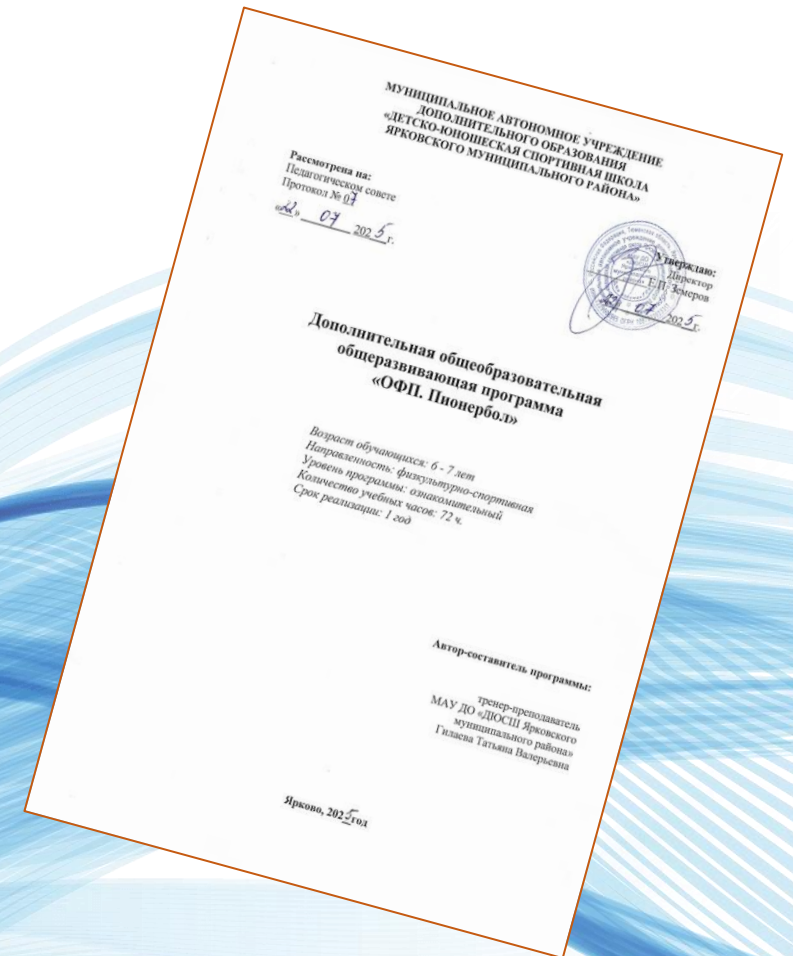 МУНИЦИПАЛЬНОЕ АВТОНОМНОЕ УЧРЕЖДЕНИЕ
ДОПОЛНИТЕЛЬНОГО ОБРАЗОВАНИЯ
«ДЕТСКО-ЮНОШЕСКАЯ СПОРТИВНАЯ ШКОЛА
ЯРКОВСКОГО МУНИЦИПАЛЬНОГО РАЙОНА»
Рассмотрена на:
Педагогическом совете
Протокол № 07
«22» 07 2025 г.
Утверждаю:
Директор
Е.П. Земеров
07 2025 г.
Дополнительная общеобразовательная
общеразвивающая программа
«ОФП. Пионербол»
Возраст обучающихся: 6 - 7 лет
Направленность: физкультурно-спортивная
Уровень программы: ознакомительный
Количество учебных часов: 72 ч.
Срок реализации: 1 год
Автор-составитель программы:
тренер-преподаватель
МАУ ДО «ДЮСШ Ярковского
муниципального района»
Гилаева Татьяна Валерьевна
Ярково, 2025 год